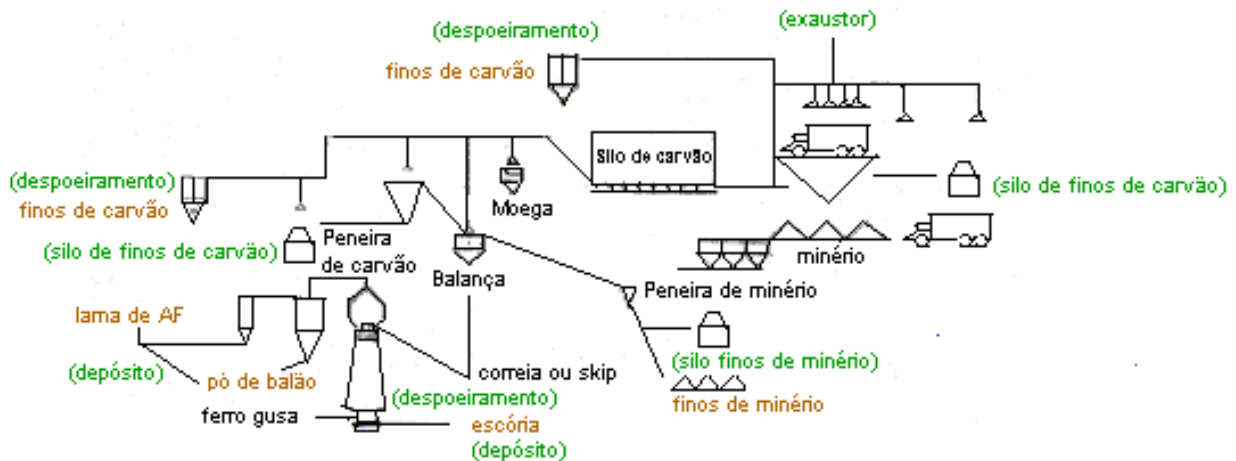 (exaustor)
(despoeiramento)
finos de carvão
Silo de carvão
(despoeiramento)
finos de carvão
Moega
(silo de finos de carvão)
(silo de finos de carvão)
Peneira
de carvão
Balança
minério
Peneira de minério
lama de AF
(depósito)
pò de balão
ferro gusa
correia ou skip
(despoeiramento)
escória
(depósito)
(silo finos de minério)
finos de minério